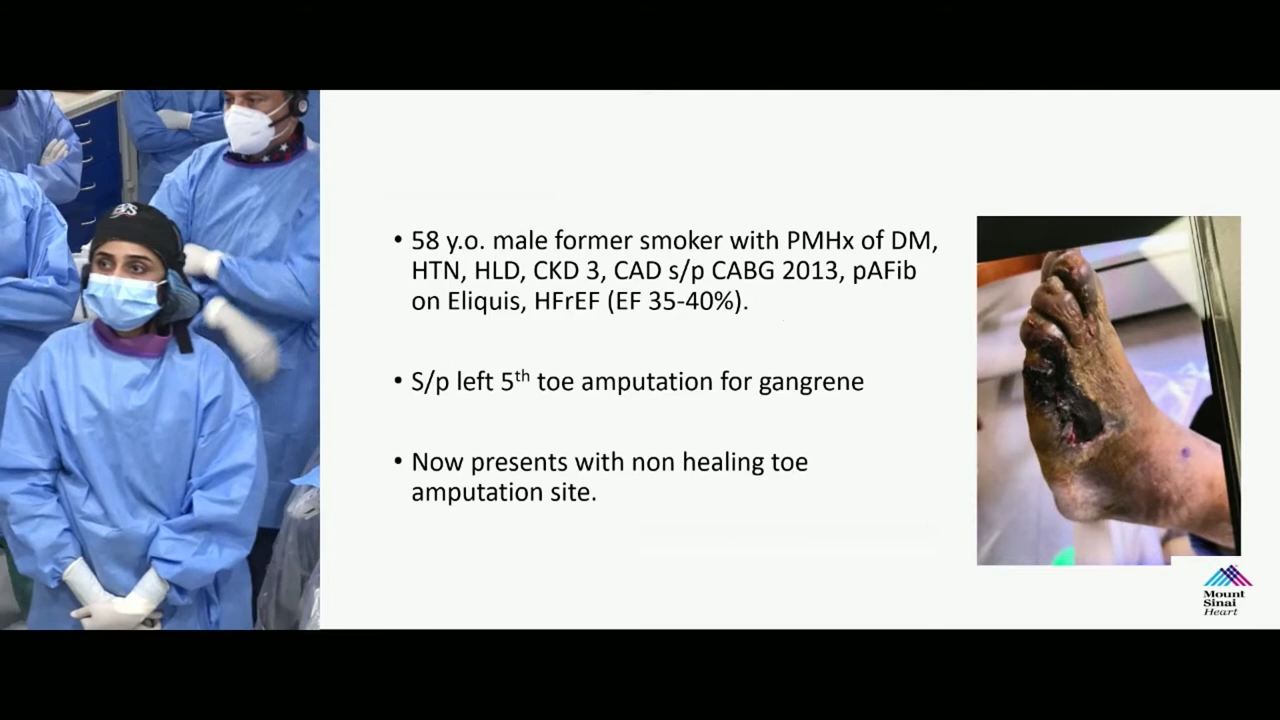 • 58 y.o. male former smoker with PMHx of DM,
HTN, HLD, CKD 3, CAD s/p CABG 2013, pAFib
on Eliquis, HFrEF (EF 35-40%).
• S/p left 5th toe amputation for gangrene
• Now presents with non healing toe
amputation site.
Mount
Sinai
Heart